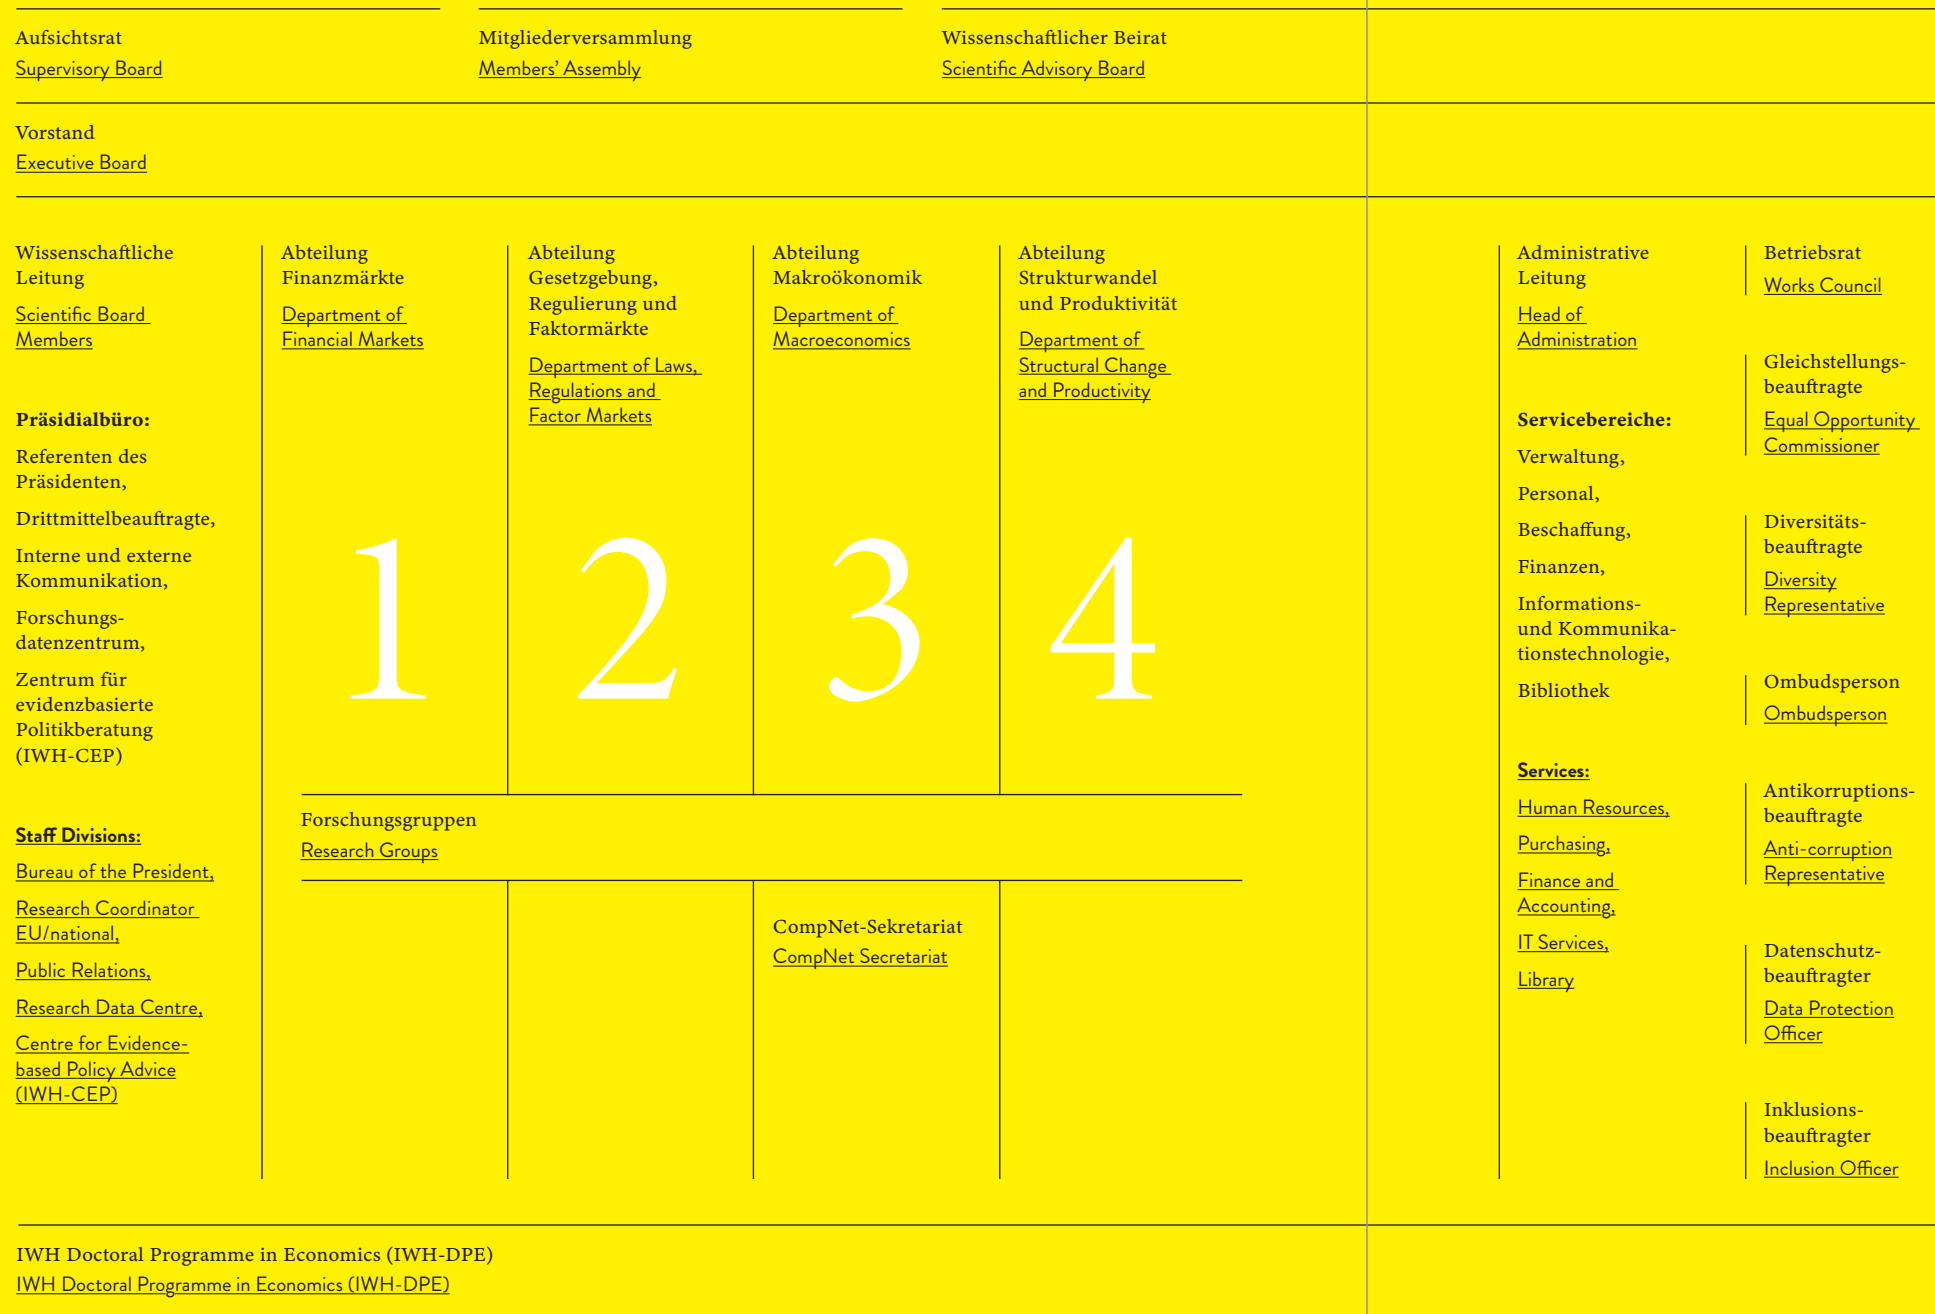 Aufsichtsrat
Supervisory Board
Mitgliederversammlung
Members’ Assembly
Wissenschaftlicher Beirat
Scientific Advisory Board
Vorstand
Executive Board
Wissenschaftliche
Leitung
Scientific Board
Members
Präsidialbüro:
Referenten des
Präsidenten,
Drittmittelbeauftragte,
Interne und externe
Kommunikation,
Forschungs-
datenzentrum,
Zentrum für
evidenzbasierte
Politikberatung
(IWH-CEP)
Staff Divisions:
Bureau of the President,
Research Coordinator
EU/national,
Public Relations,
Research Data Centre,
Centre for Evidence-
based Policy Advice
(IWH-CEP)
Abteilung
Finanzmärkte
Department of
Financial Markets
1
Abteilung
Gesetzgebung,
Regulierung und
Faktormärkte
Department of Laws,
Regulations and
Factor Markets
2
Abteilung
Makroökonomik
Department of
Macroeconomics
3
Abteilung
Strukturwandel
und Produktivität
Department of
Structural Change
and Productivity
4
Forschungsgruppen
Research Groups
CompNet-Sekretariat
CompNet Secretariat
Administrative
Leitung
Head of
Administration
Servicebereiche:
Verwaltung,
Personal,
Beschaffung,
Finanzen,
Informations-
und Kommunika-
tionstechnologie,
Bibliothek
Services:
Human Resources,
Purchasing,
Finance and
Accounting,
IT Services,
Library
Betriebsrat
Works Council
Gleichstellungs-
beauftragte
Equal Opportunity
Commissioner
Diversitäts-
beauftragte
Diversity
Representative
Ombudsperson
Ombudsperson
Antikorruptions-
beauftragte
Anti-corruption
Representative
Datenschutz-
beauftragter
Data Protection
Officer
Inklusions-
beauftragter
Inclusion Officer
IWH Doctoral Programme in Economics (IWH-DPE)
IWH Doctoral Programme in Economics (IWH-DPE)